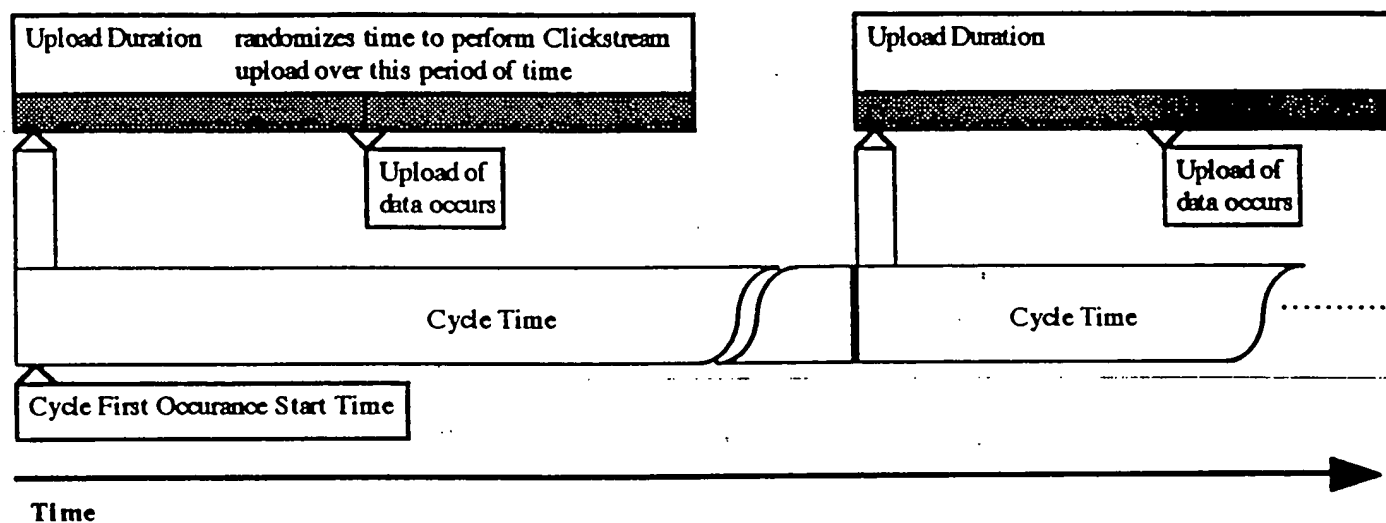 Upload Duration randomizes time to perform Clickstream
upload over this period of time
Upload Duration
Upload of
data occurs
Upload of
data occurs
Cycle Time
Cycle Time
Cycle First Occurance Start Time
Time